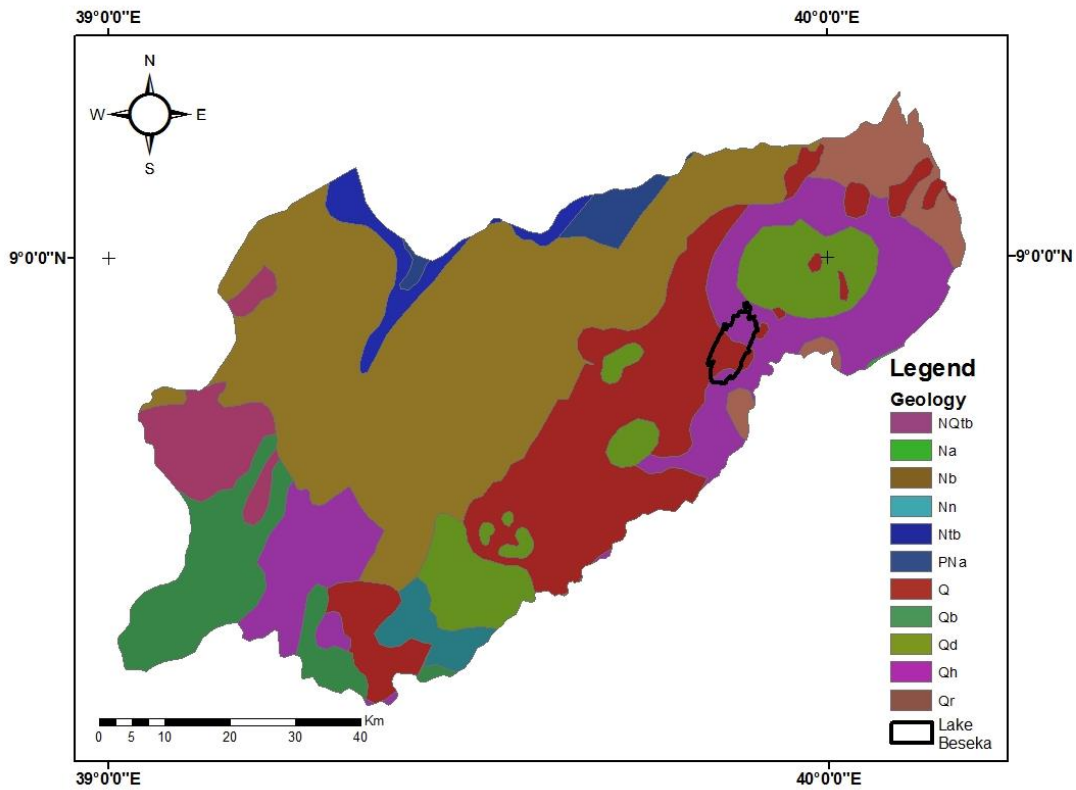 39°0'0"E 40°0'0"E
N
W E
S
9°0'0"N 9°0'0"N
Legend
Geology
NQtb
Na
Nb
Nn
Ntb
PNa
Q
Qb
Qd
Qh
Qr
Lake
Beseka
Km
0 5 10 20 30 40
39°0'0"E 40°0'0"E